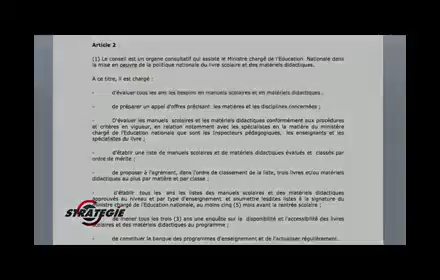 Article 2
(1) Le conseil est un organe consultatif qui assiste le Ministre chargé de l'Education Nationale dans
la mise en oeuvre de la politique nationale du livre scolaire et des matériels didactiques.
A ce titre, il est chargé :
- d'évaluer tous les ans les besoins en manuels scolaires et en matériels didactiques ;
- de préparer un appel d'offres précisant les matières et les disciplines concernées ;
- D'évaluer les manuels scolaires et les matériels didactiques conformément aux procédures
et critères en vigueur, en relation notamment avec les spécialistes en la matière du ministère
chargé de l'Education nationale que sont les inspecteurs pédagogiques, les enseignants et les
spécialistes du livre ;
- d'établir une liste de manuels scolaires et de matériels didactiques évalués et classés par
ordre de mérite ;
- de proposer à l'agrément, dans l'ordre de classement de la liste, trois livres et/ou matériels
didactiques au plus par matière et par classe ;
- d'établir tous les ans les listes des manuels scolaires et des matériels didactiques
approuvés au niveau et par type d'enseignement et soumettre lesdites listes à la signature du
Ministre chargé de l'Education nationale, au moins cinq (5) mois avant la rentrée scolaire ;
- de mener tous les trois (3) ans une enquête sur la disponibilité et l'accessibilité des livres
scolaires et des matériels didactiques au programme ;
- de constituer la banque des programmes d'enseignement et de l'actualiser régulièrement.
STRATEGIE